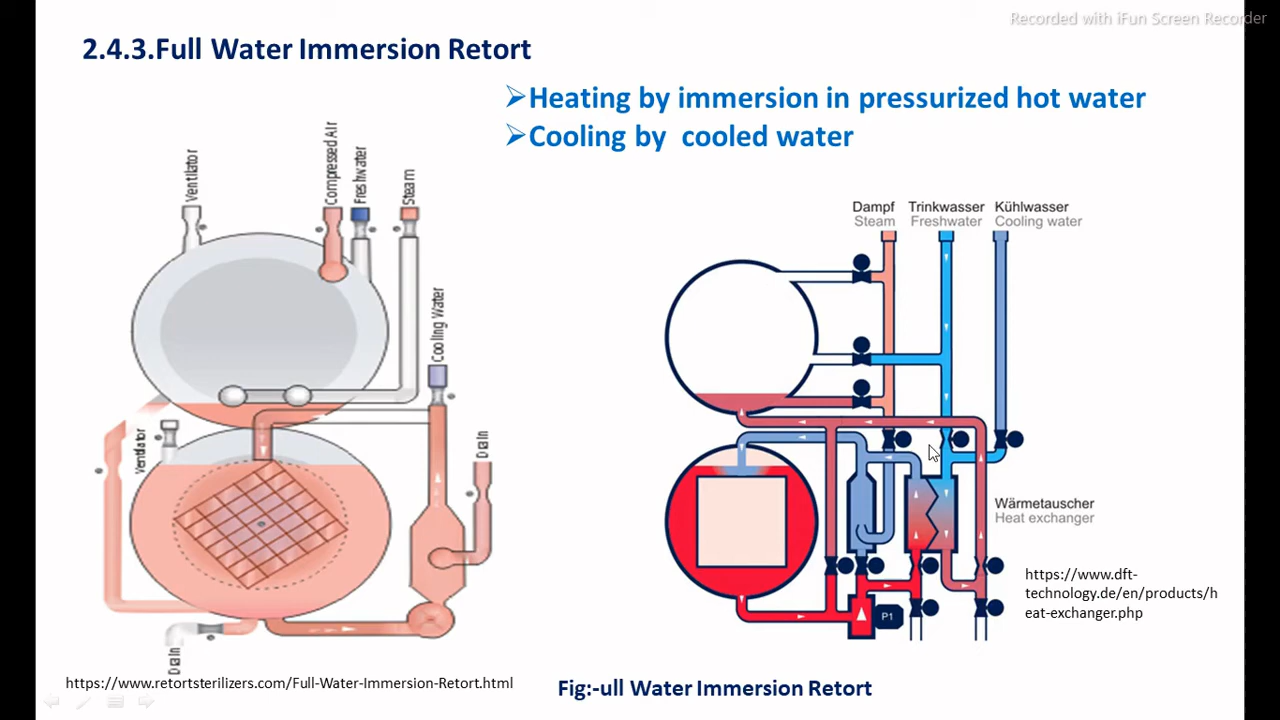 Recorded with iFun Screen Recorder
2.4.3.Full Water Immersion Retort
➢Heating by immersion in pressurized hot water
➢Cooling by cooled water
Ventilator
Compressed Air
Freshwater
Steam
Cooling Water
Ventilator
Drain
Drain
Dampf
Steam
Trinkwasser
Freshwater
Kühlwasser
Cooling water
Wärmetauscher
Heat exchanger
P1
https://www.dft-
technology.de/en/products/h
eat-exchanger.php
https://www.retortsterilizers.com/Full-Water-Immersion-Retort.html
Fig:-ull Water Immersion Retort